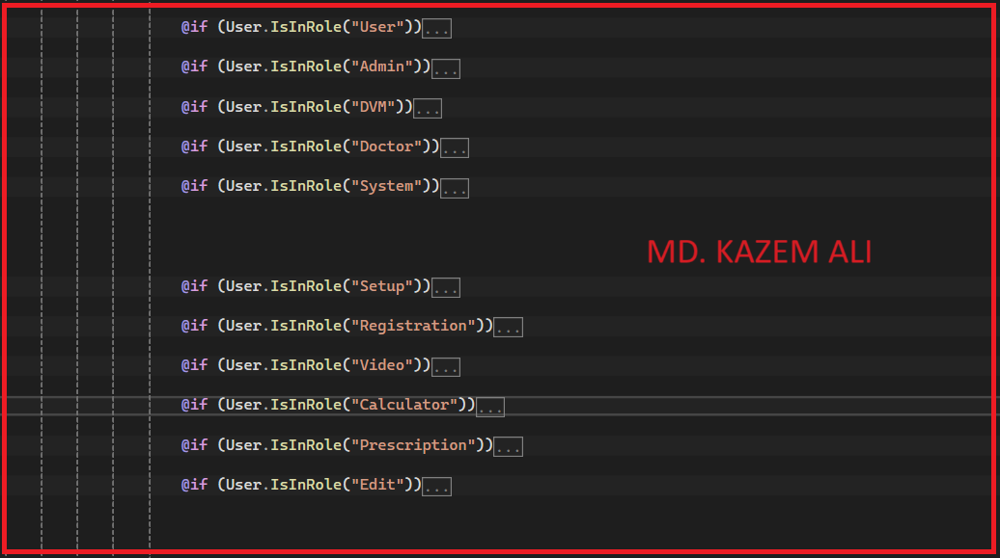 @if (User.IsInRole("User"))...
@if (User.IsInRole("Admin"))...
@if (User.IsInRole("DVM"))...
@if (User.IsInRole("Doctor"))...
@if (User.IsInRole("System"))...
MD. KAZEM ALI
@if (User.IsInRole("Setup"))...
@if (User.IsInRole("Registration"))...
@if (User.IsInRole("Video"))...
@if (User.IsInRole("Calculator"))...
@if (User.IsInRole("Prescription"))...
@if (User.IsInRole("Edit"))...